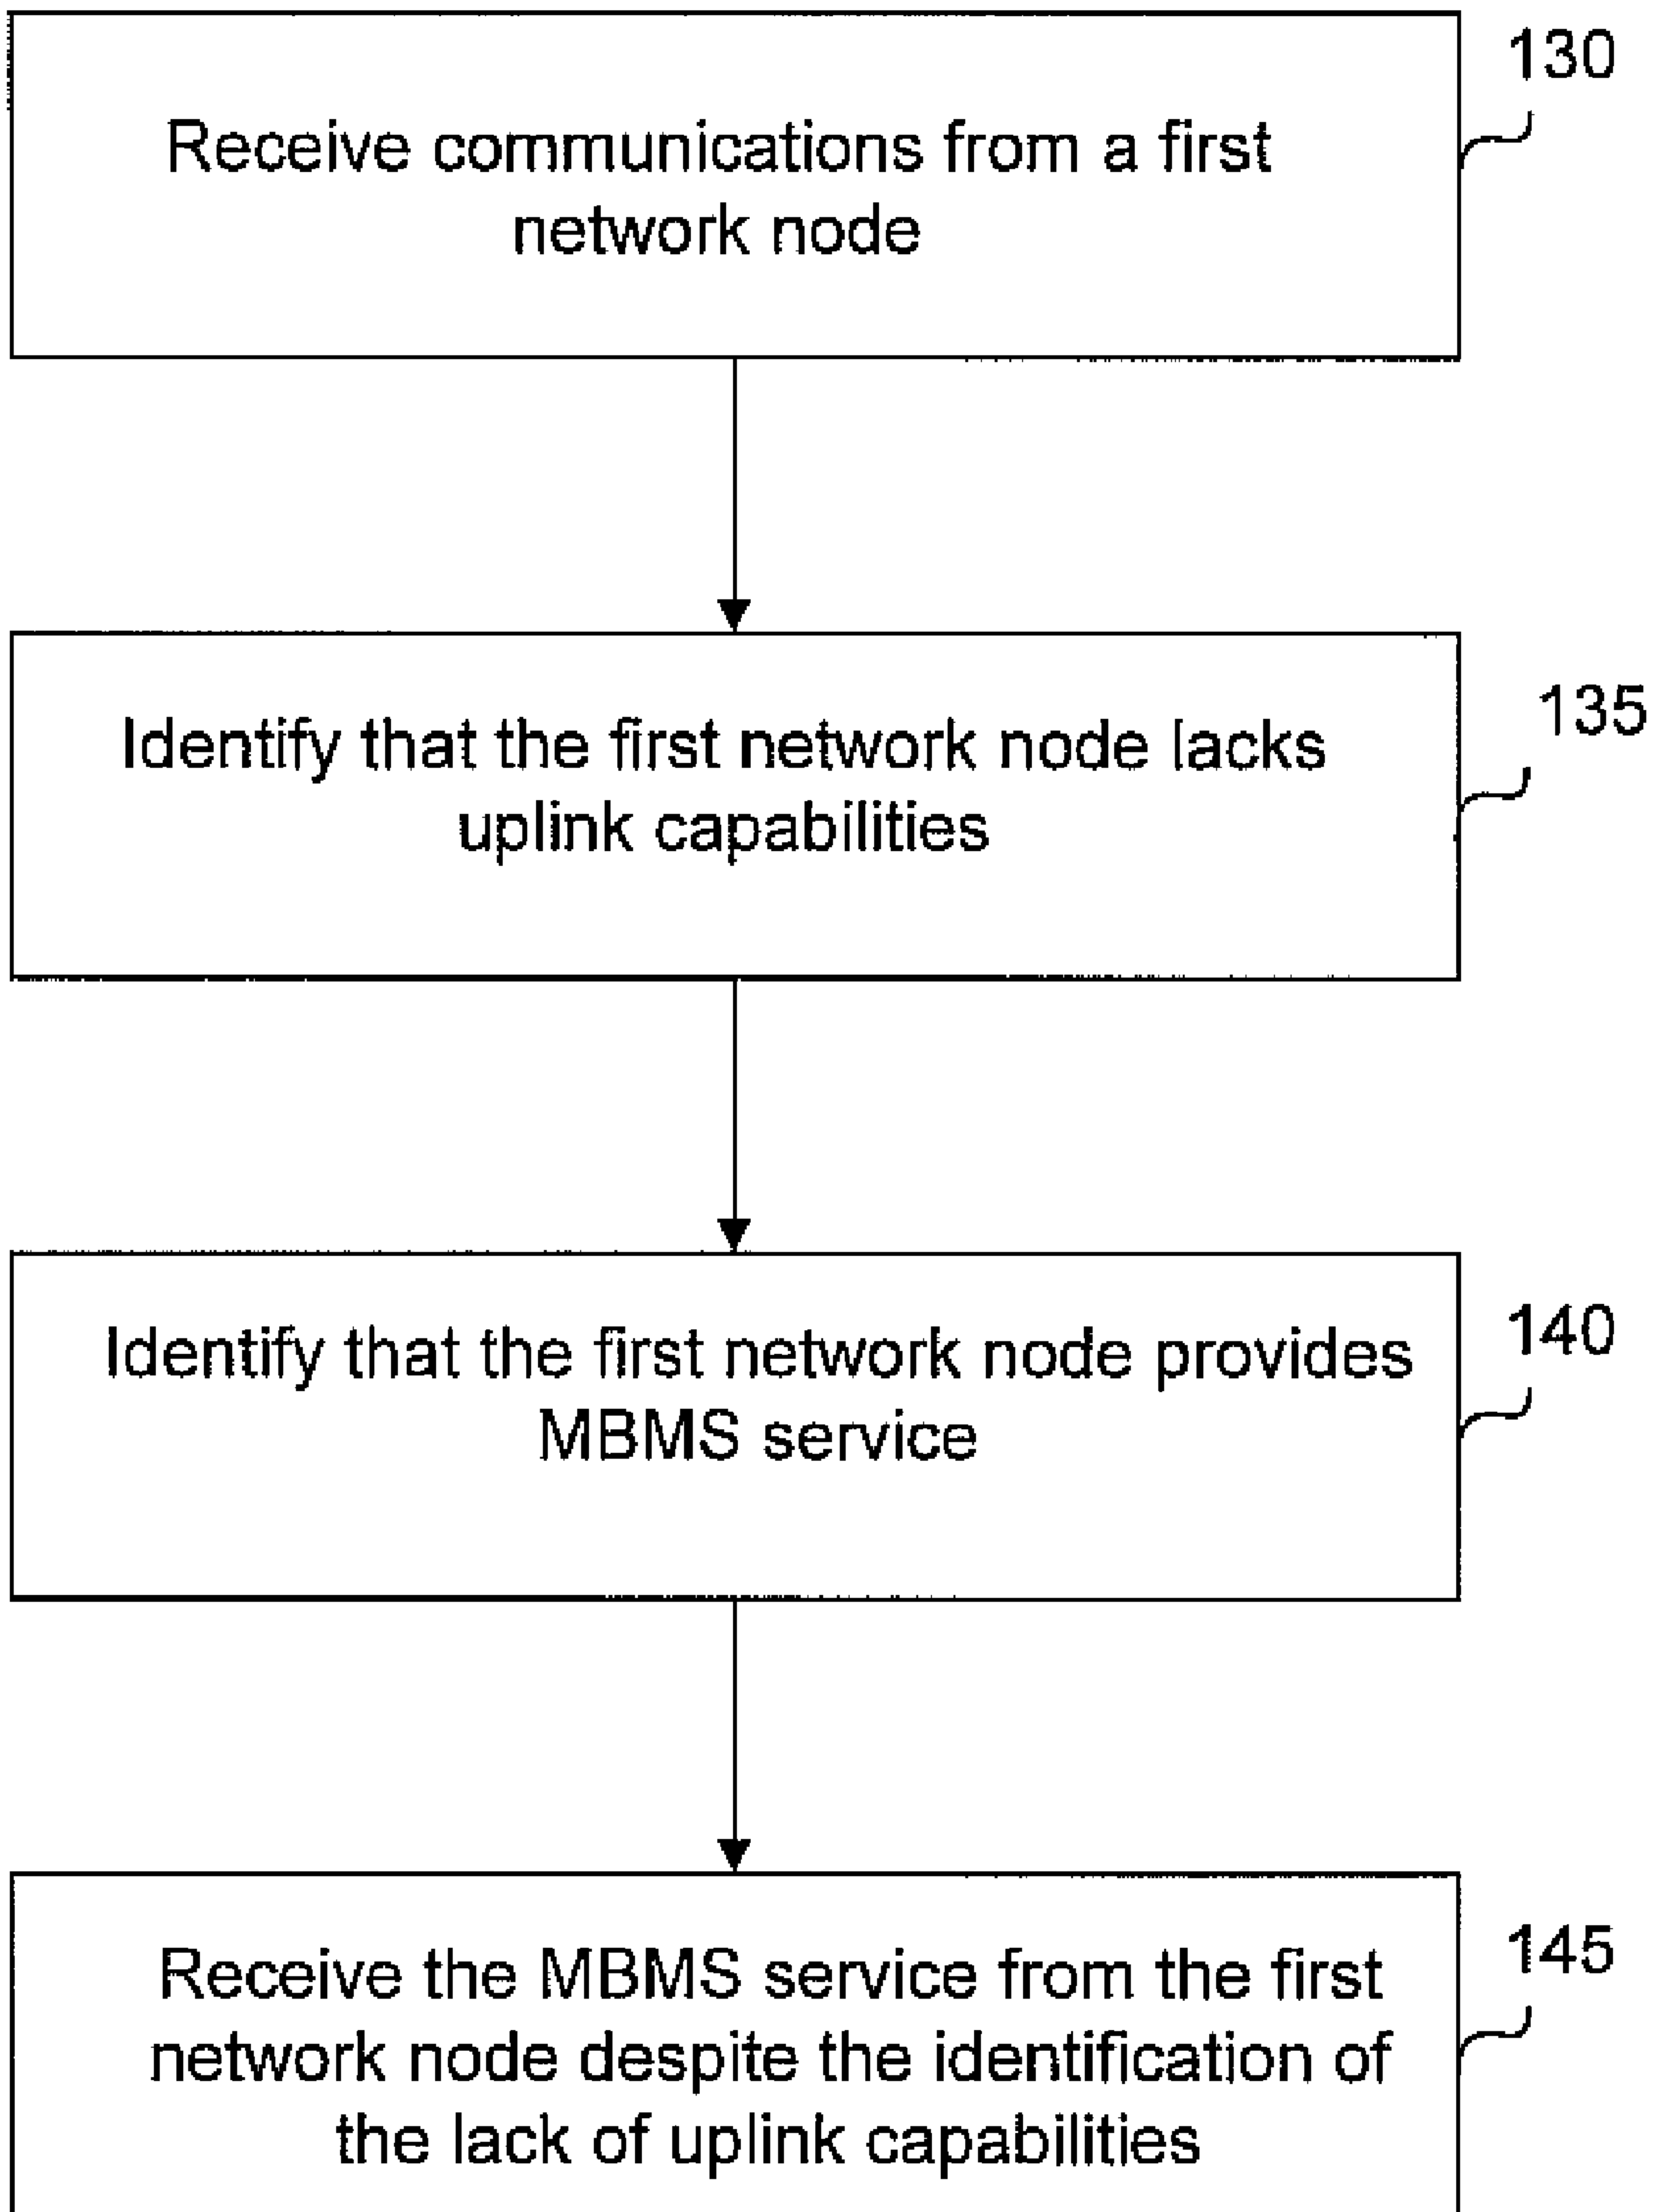 130
Receive communications from a first
network node
135
Identify that the first network node lacks
uplink capabilities
140
Identify that the first network node provides
MBMS service
145
Receive the MBMS service from the first
network node despite the identification of
the lack of uplink capabilities